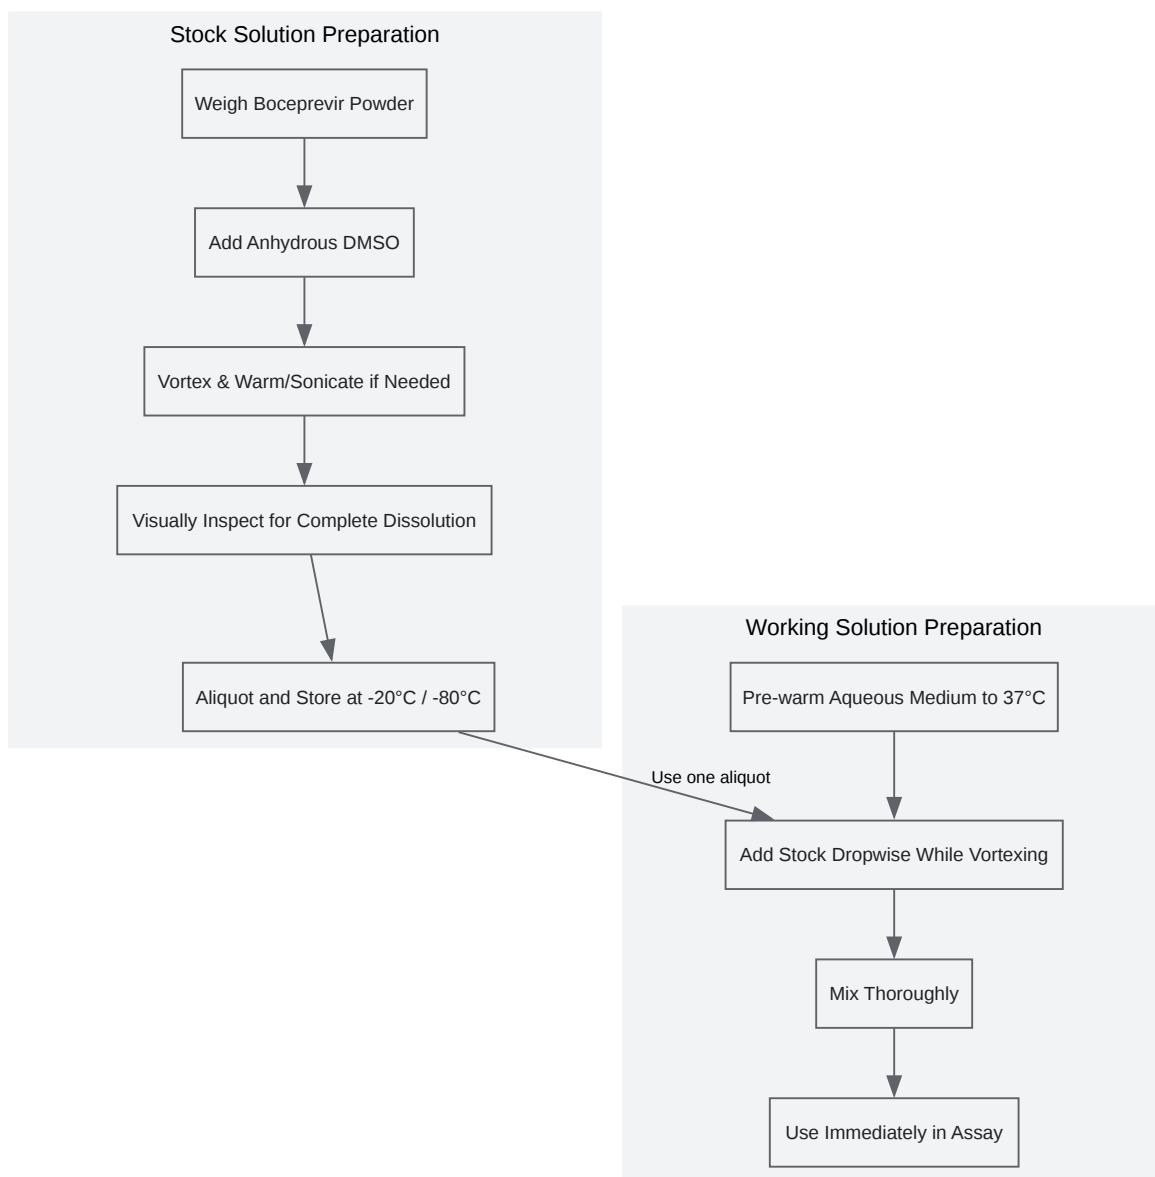 Stock Solution Preparation
Weigh Boceprevir Powder
Add Anhydrous DMSO
Vortex & Warm/Sonicate if Needed
Visually Inspect for Complete Dissolution
Aliquot and Store at -20°C / -80°C
Use one aliquot
Working Solution Preparation
Pre-warm Aqueous Medium to 37°C
Add Stock Dropwise While Vortexing
Mix Thoroughly
Use Immediately in Assay